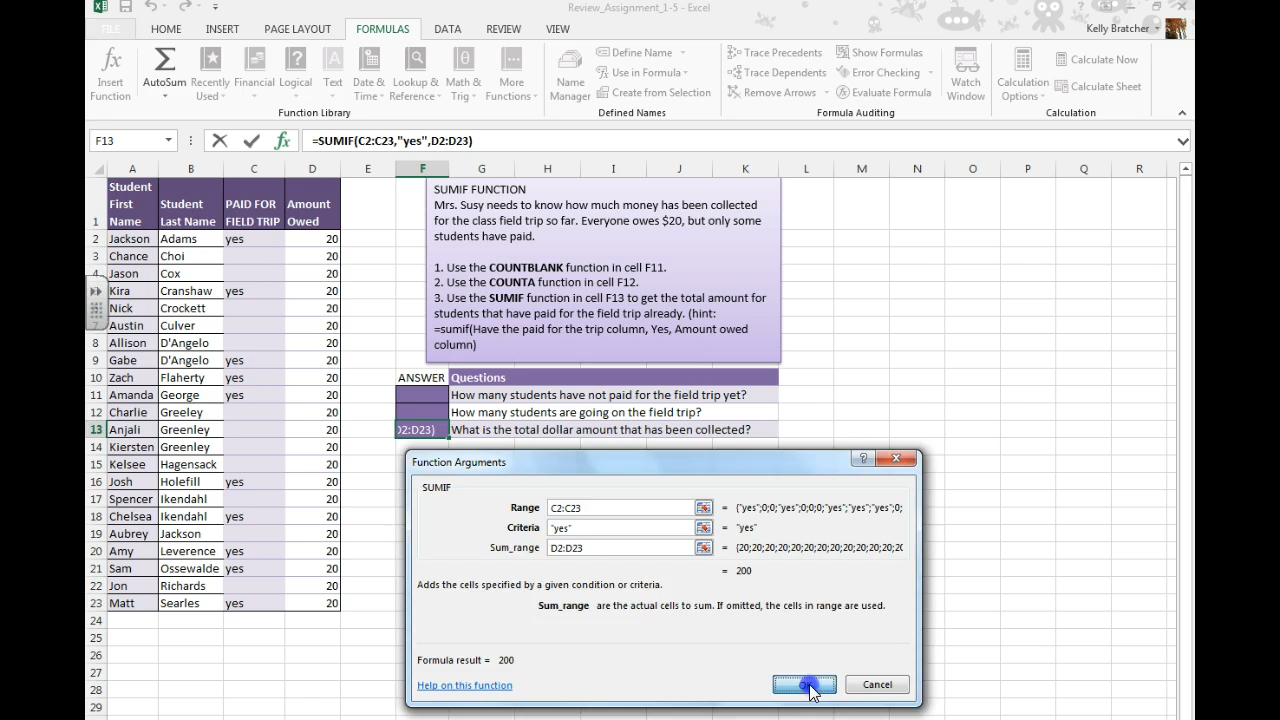 Review_Assignment_1-5 - Excel
FILE HOME INSERT PAGE LAYOUT FORMULAS DATA REVIEW VIEW Kelly Bratcher
Insert Function
AutoSum
Recently Used
Financial
Logical
Text
Date & Time
Lookup & Reference
Math & Trig
More Functions
Function Library
Name Manager
Define Name
Use in Formula
Create from Selection
Defined Names
Trace Precedents
Trace Dependents
Remove Arrows
Show Formulas
Error Checking
Evaluate Formula
Formula Auditing
Watch Window
Calculation Options
Calculate Now
Calculate Sheet
Calculation
F13 fx =SUMIF(C2:C23,"yes",D2:D23)
A B C D E F G H I J K L M N O P Q R
1 Student First Name Student Last Name PAID FOR FIELD TRIP Amount Owed
2 Jackson Adams yes 20
3 Chance Choi 20
4 Jason Cox 20
Kira Cranshaw yes 20
Nick Crockett 20
7 Austin Culver 20
8 Allison D'Angelo 20
9 Gabe D'Angelo yes 20
10 Zach Flaherty yes 20
11 Amanda George yes 20
12 Charlie Greeley 20
13 Anjali Greenley 20
14 Kiersten Greenley 20
15 Kelsee Hagensack 20
16 Josh Holefill yes 20
17 Spencer Ikendahl 20
18 Chelsea Ikendahl yes 20
19 Aubrey Jackson 20
20 Amy Leverence yes 20
21 Sam Ossewalde yes 20
22 Jon Richards 20
23 Matt Searles yes 20
24
25
26
27
28
29
SUMIF FUNCTION
Mrs. Susy needs to know how much money has been collected
for the class field trip so far. Everyone owes $20, but only some
students have paid.
1. Use the COUNTBLANK function in cell F11.
2. Use the COUNTA function in cell F12.
3. Use the SUMIF function in cell F13 to get the total amount for
students that have paid for the field trip already. (hint:
=sumif(Have the paid for the trip column, Yes, Amount owed
column)
ANSWER Questions
How many students have not paid for the field trip yet?
How many students are going on the field trip?
D2:D23) What is the total dollar amount that has been collected?
Function Arguments
SUMIF
Range C2:C23 = {"yes";0;0;"yes";0;0;0;"yes";"yes";"yes";0;
Criteria "yes" = "yes"
Sum_range D2:D23 = {20;20;20;20;20;20;20;20;20;20;20;20;20
= 200
Adds the cells specified by a given condition or criteria.
Sum_range are the actual cells to sum. If omitted, the cells in range are used.
Formula result = 200
Help on this function
Cancel